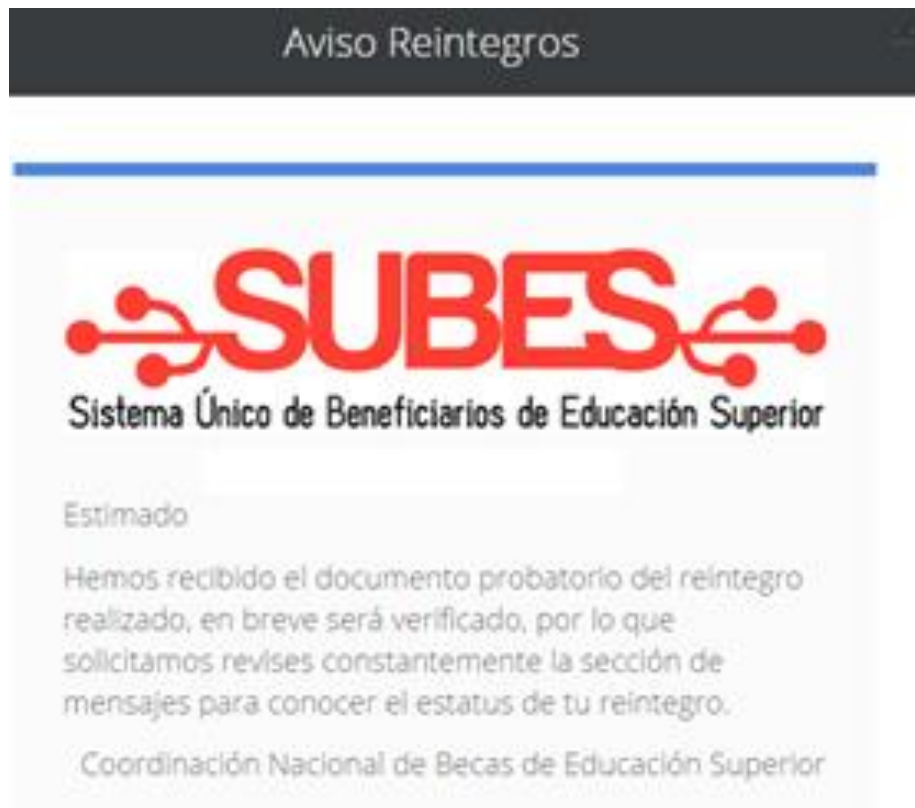 Aviso Reintegros
SUBES
Sistema Único de Beneficiarios de Educación Superior
Estimado
Hemos recibido el documento probatorio del reintegro
realizado, en breve será verificado, por lo que
solicitamos revises constantemente la sección de
mensajes para conocer el estatus de tu reintegro.
Coordinación Nacional de Becas de Educación Superior